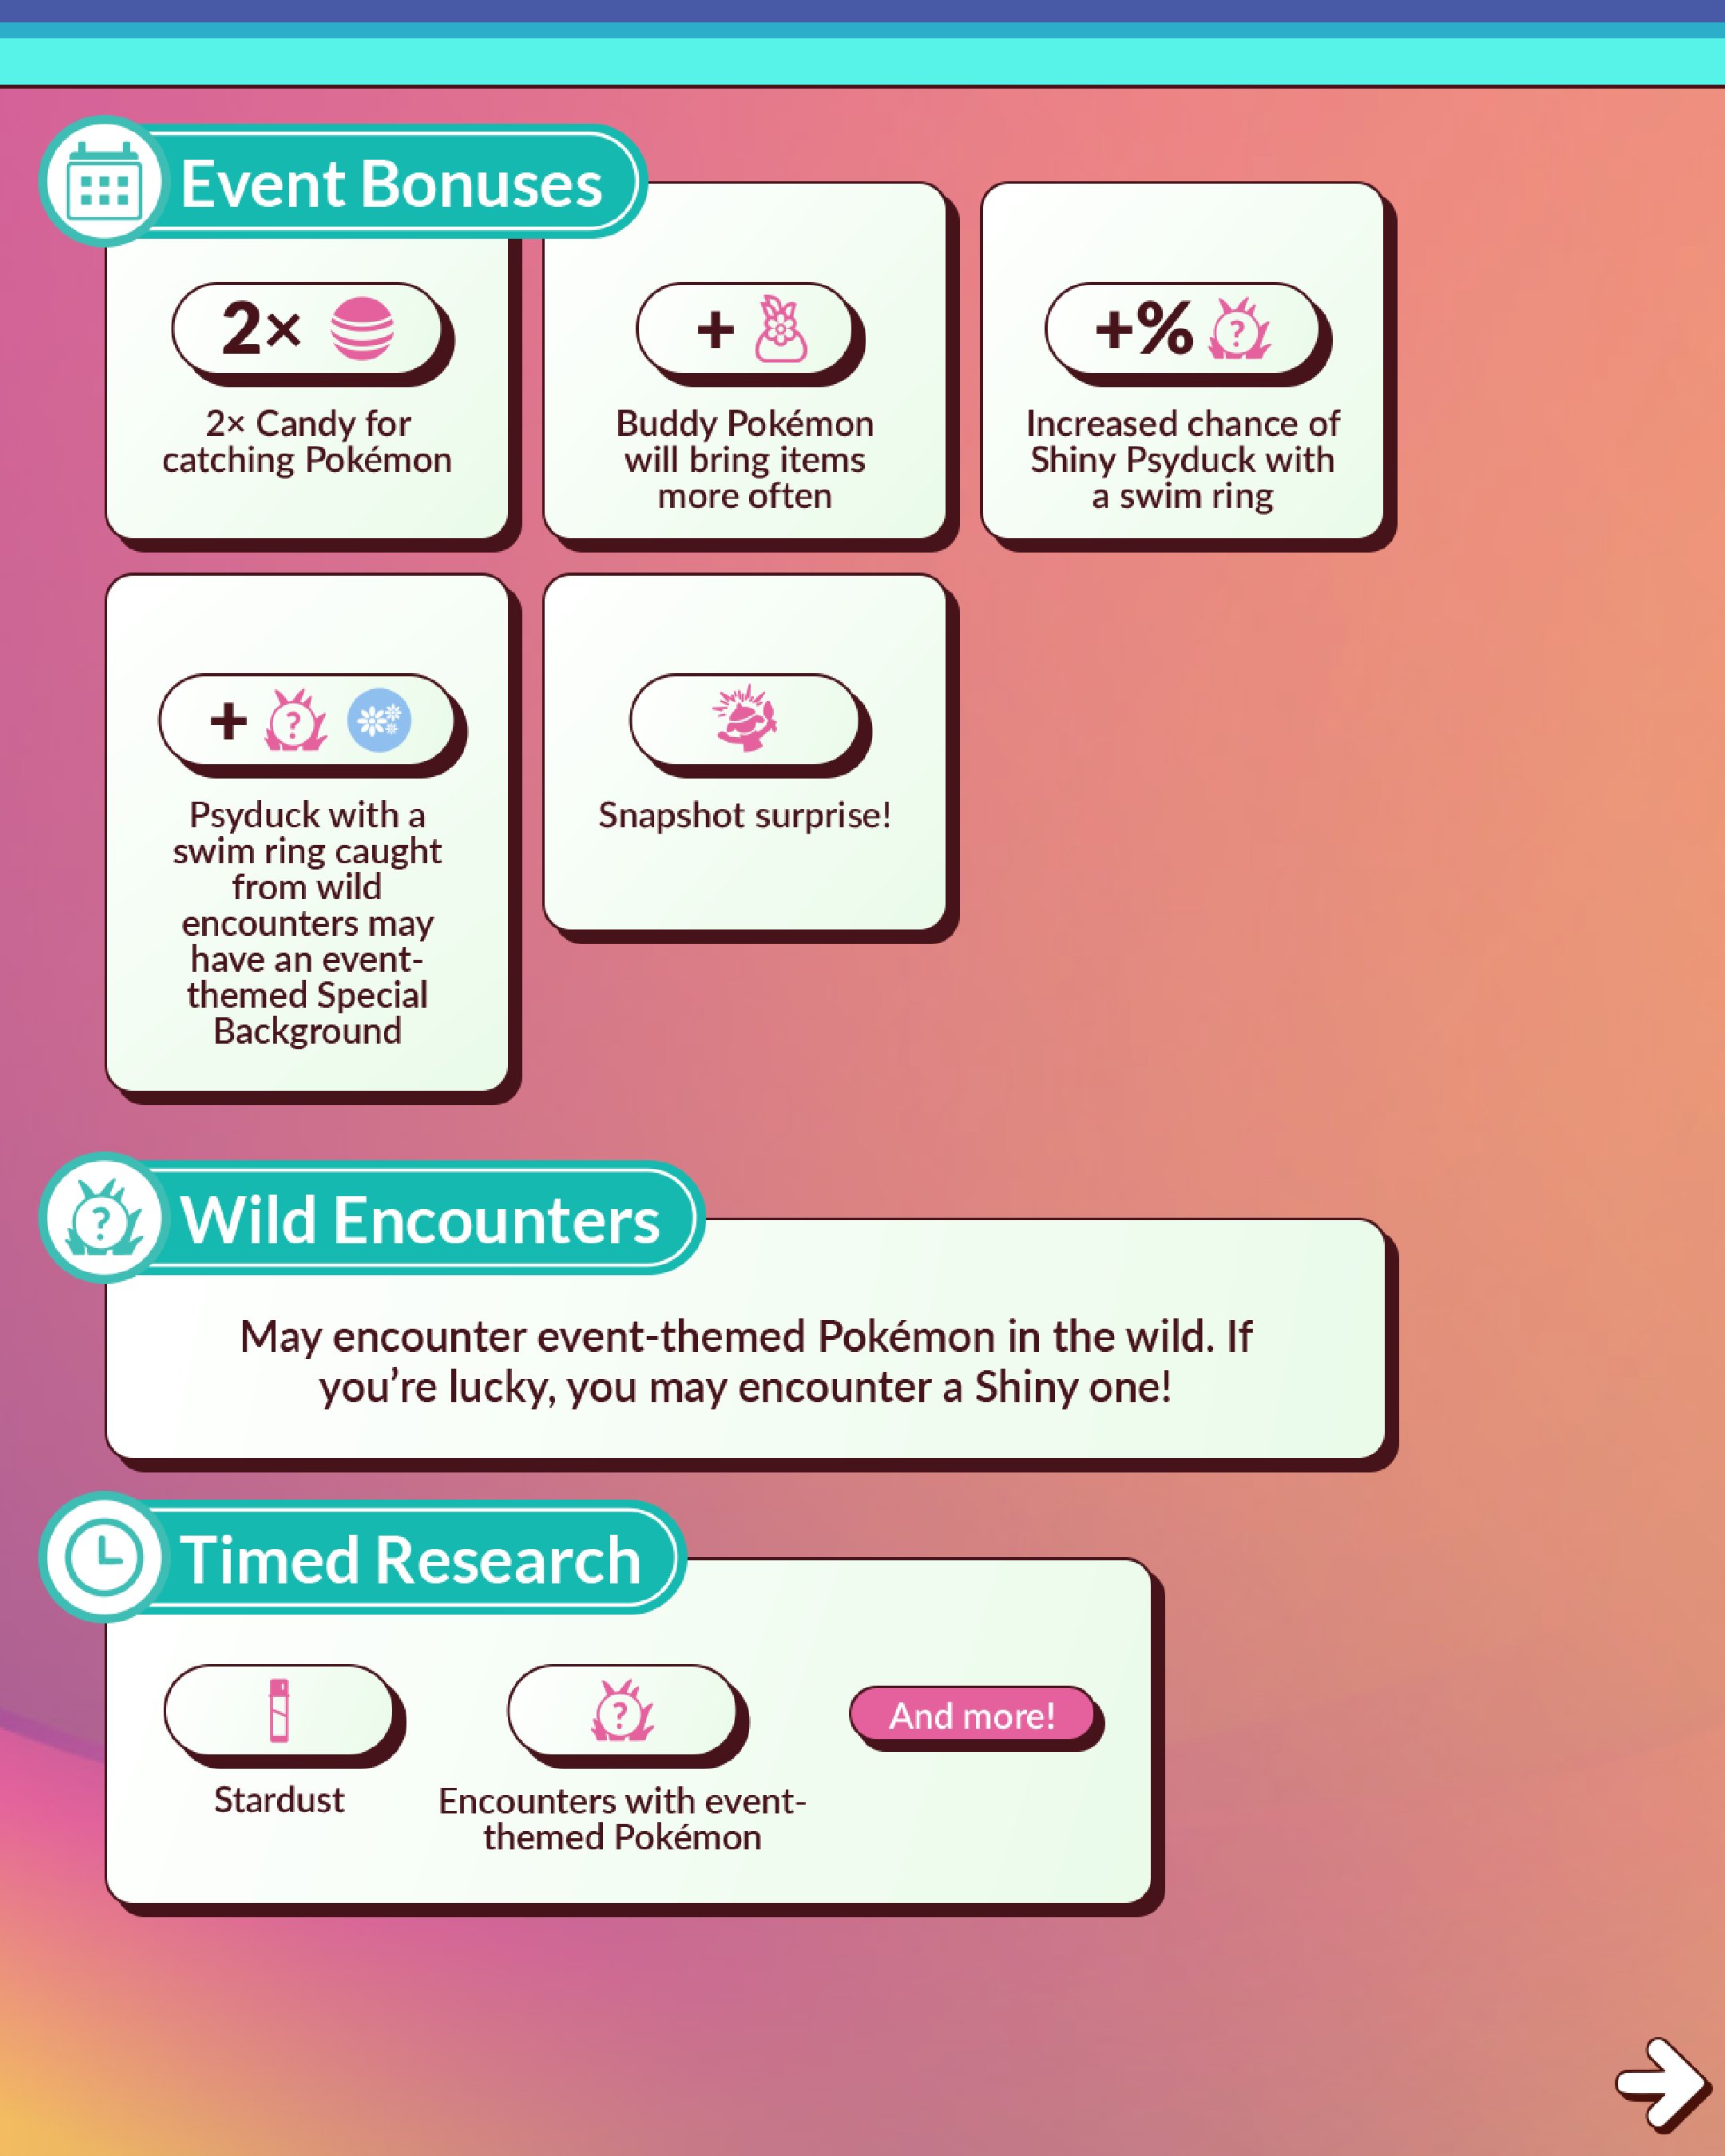 Event Bonuses
2×
2× Candy for
catching Pokémon
+
Buddy Pokémon
will bring items
more often
+%
?
Increased chance of
Shiny Psyduck with
a swim ring
+
?
Psyduck with a
swim ring caught
from wild
encounters may
have an event-
themed Special
Background
Snapshot surprise!
?
Wild Encounters
May encounter event-themed Pokémon in the wild. If
you’re lucky, you may encounter a Shiny one!
Timed Research
Stardust
?
Encounters with event-
themed Pokémon
And more!